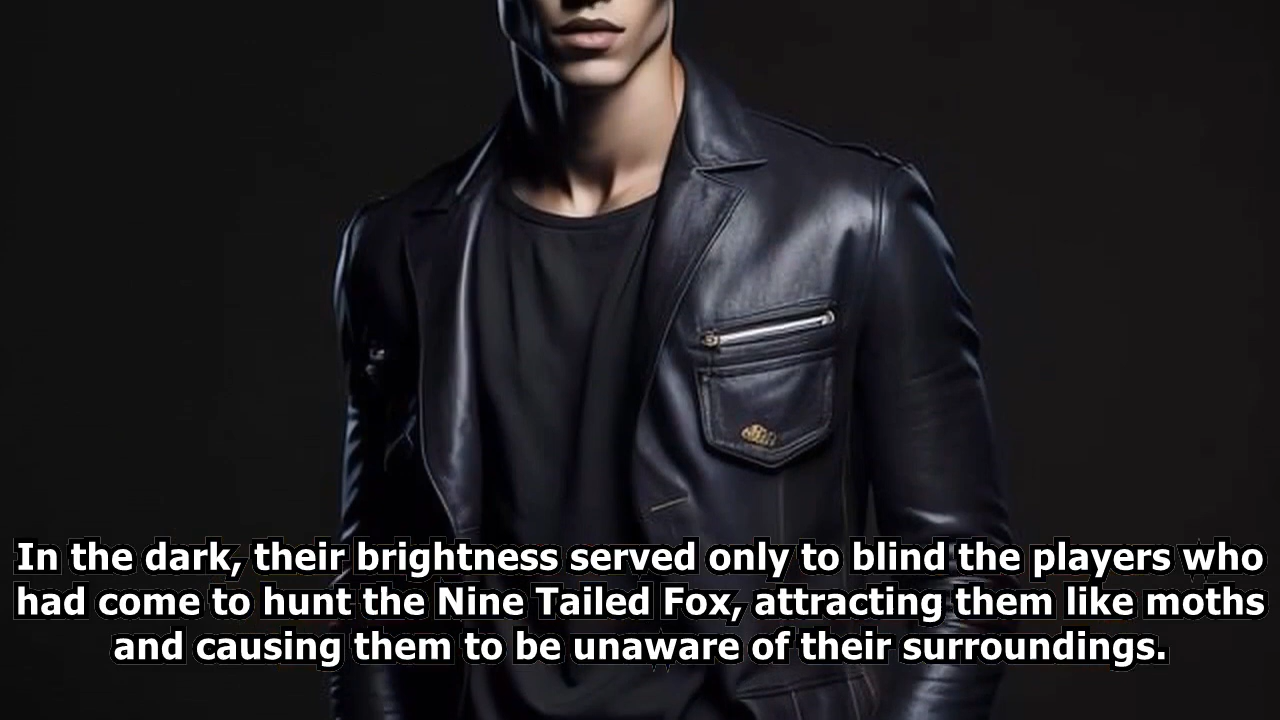 In the dark, their brightness served only to blind the players who
had come to hunt the Nine Tailed Fox, attracting them like moths
and causing them to be unaware of their surroundings.